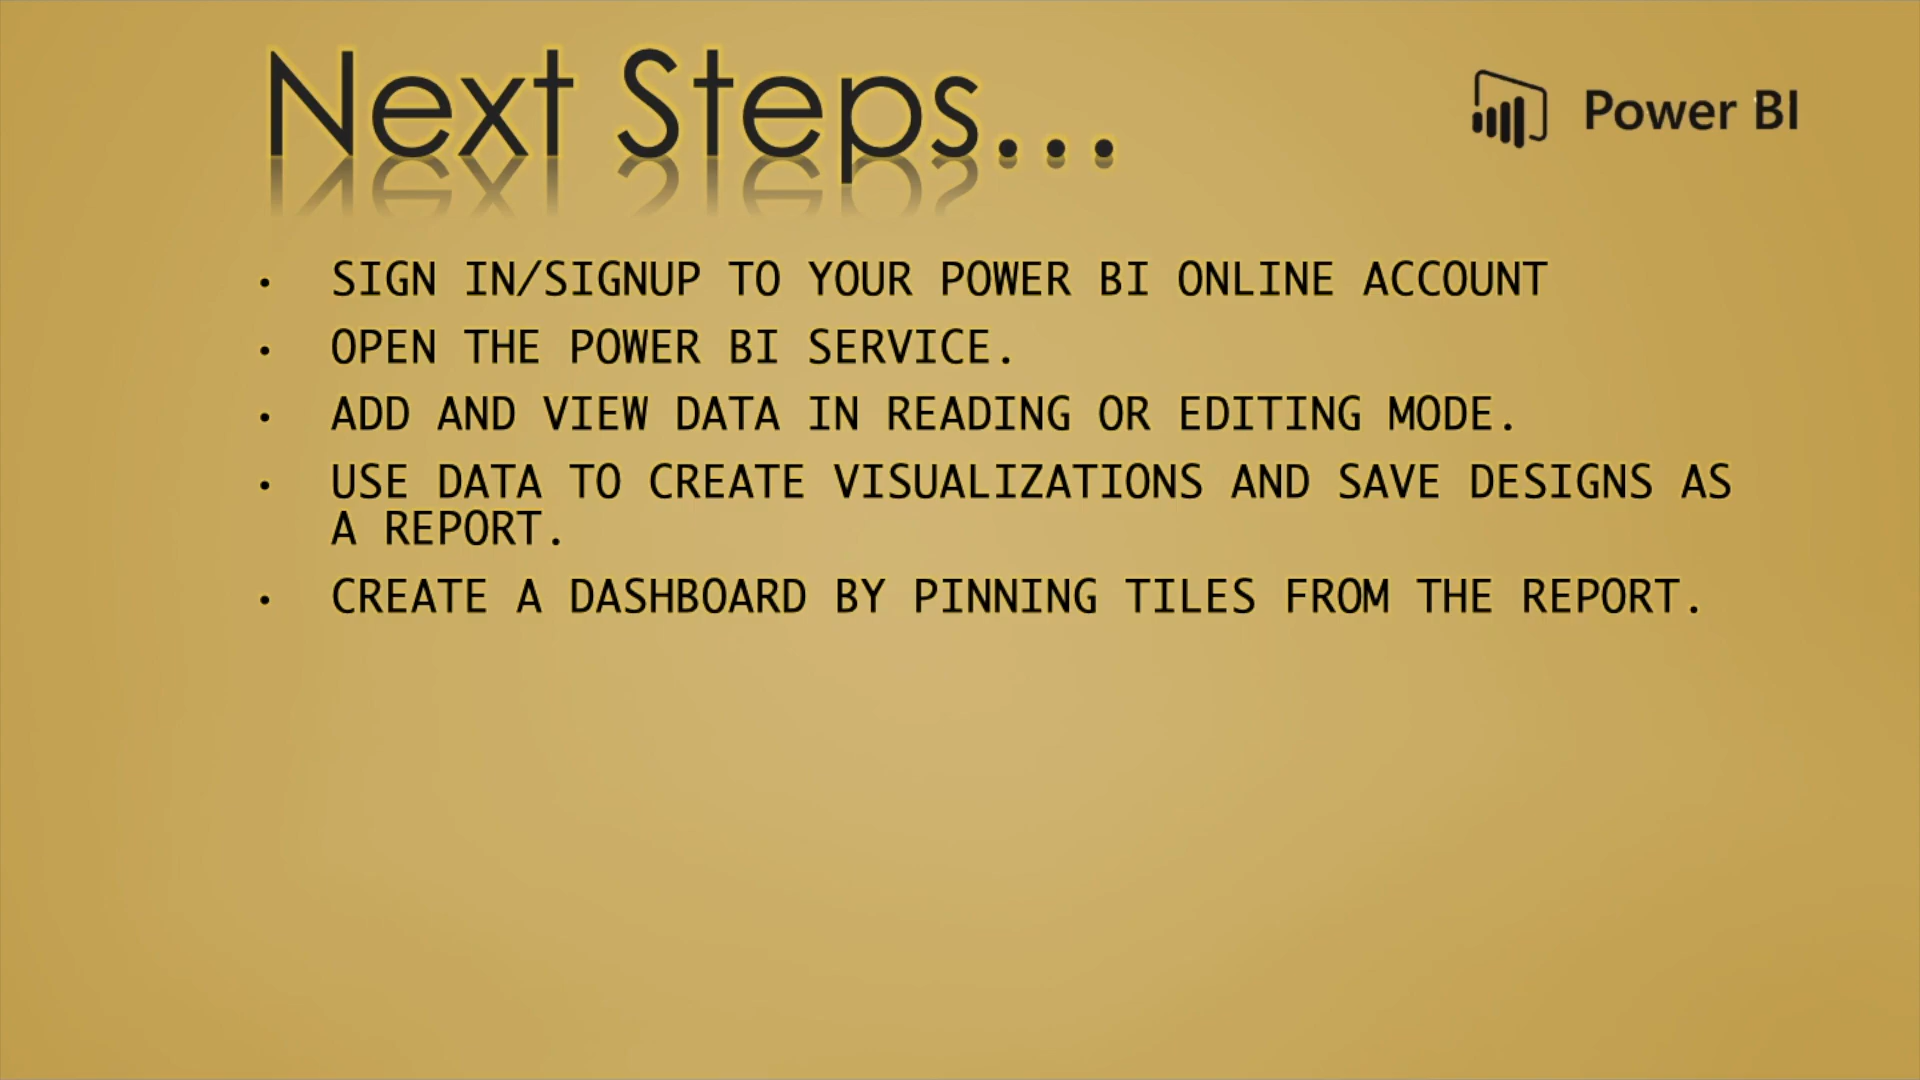 Next Steps...
Power BI
• SIGN IN/SIGNUP TO YOUR POWER BI ONLINE ACCOUNT
• OPEN THE POWER BI SERVICE.
• ADD AND VIEW DATA IN READING OR EDITING MODE.
• USE DATA TO CREATE VISUALIZATIONS AND SAVE DESIGNS AS
A REPORT.
• CREATE A DASHBOARD BY PINNING TILES FROM THE REPORT.